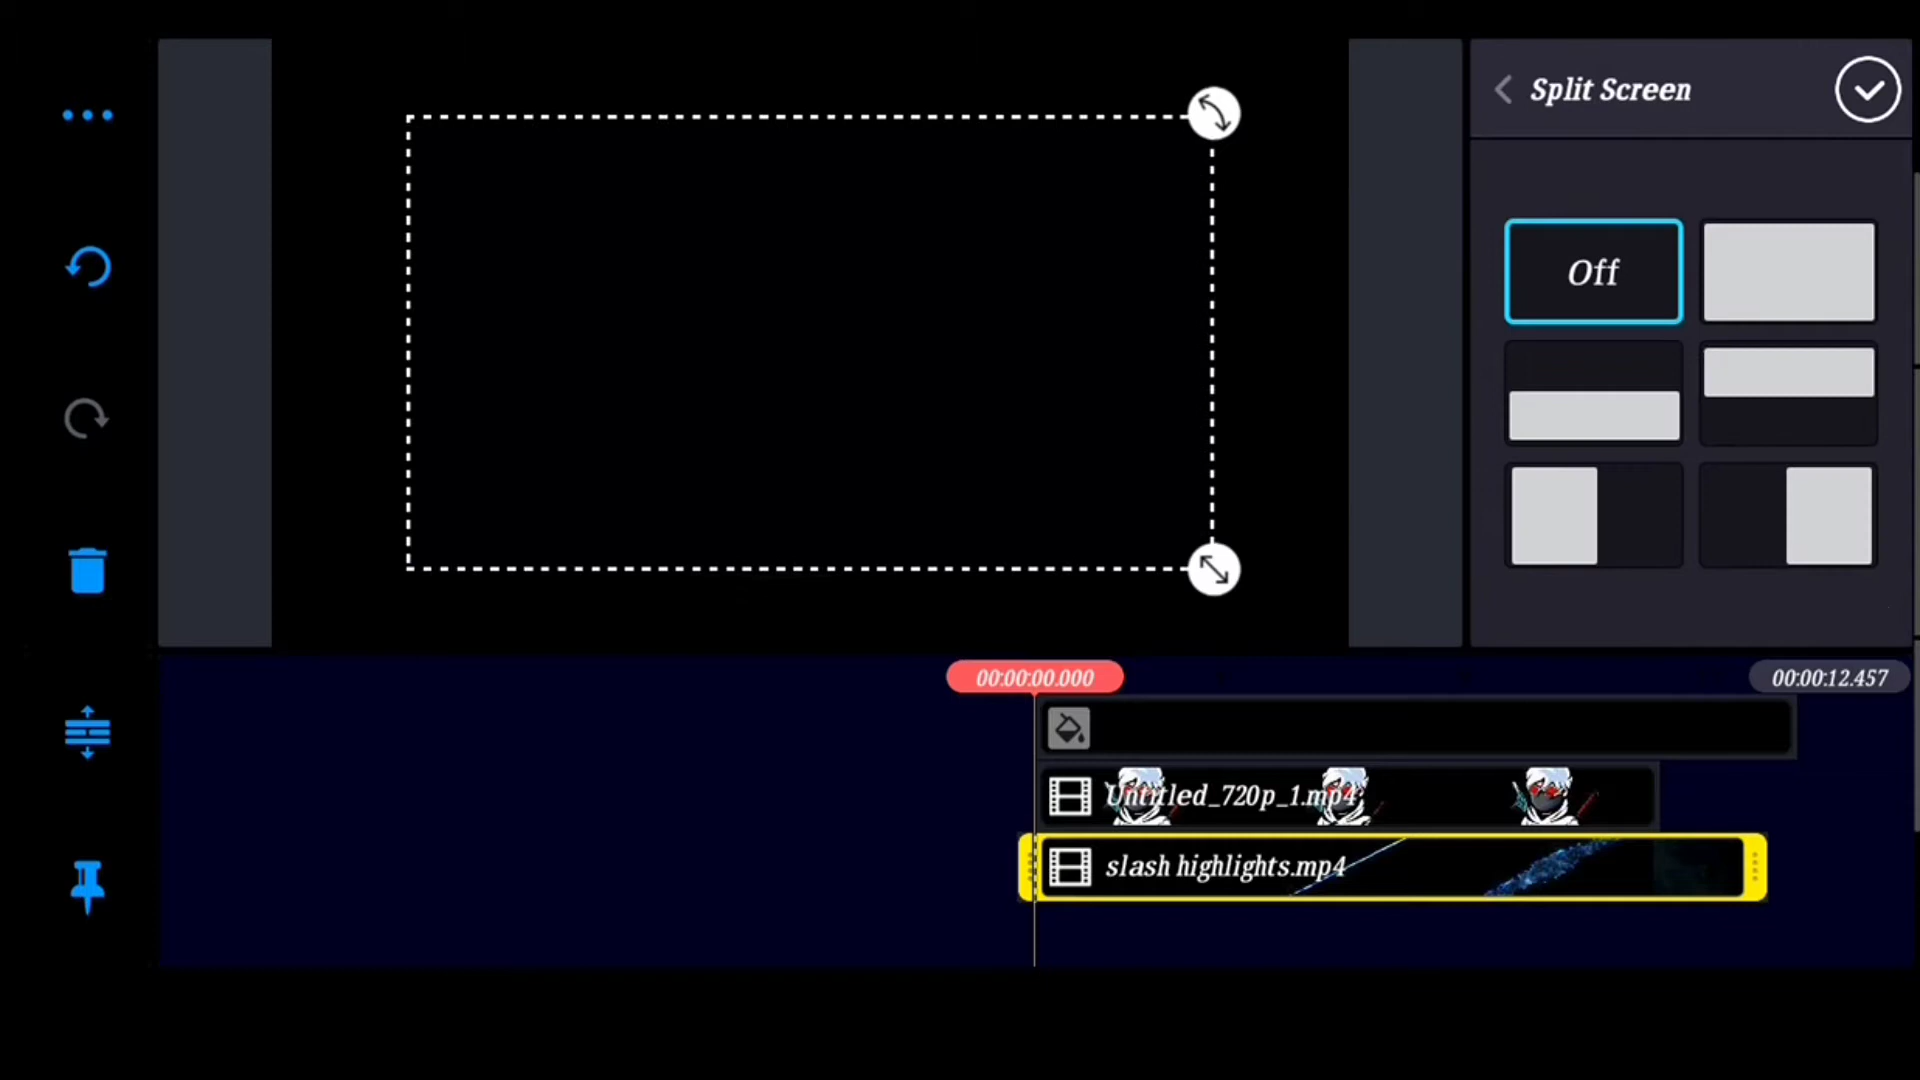 Split Screen
Off
00:00:00.000
00:00:12.457
Untitled_720p_1.mp4
slash highlights.mp4